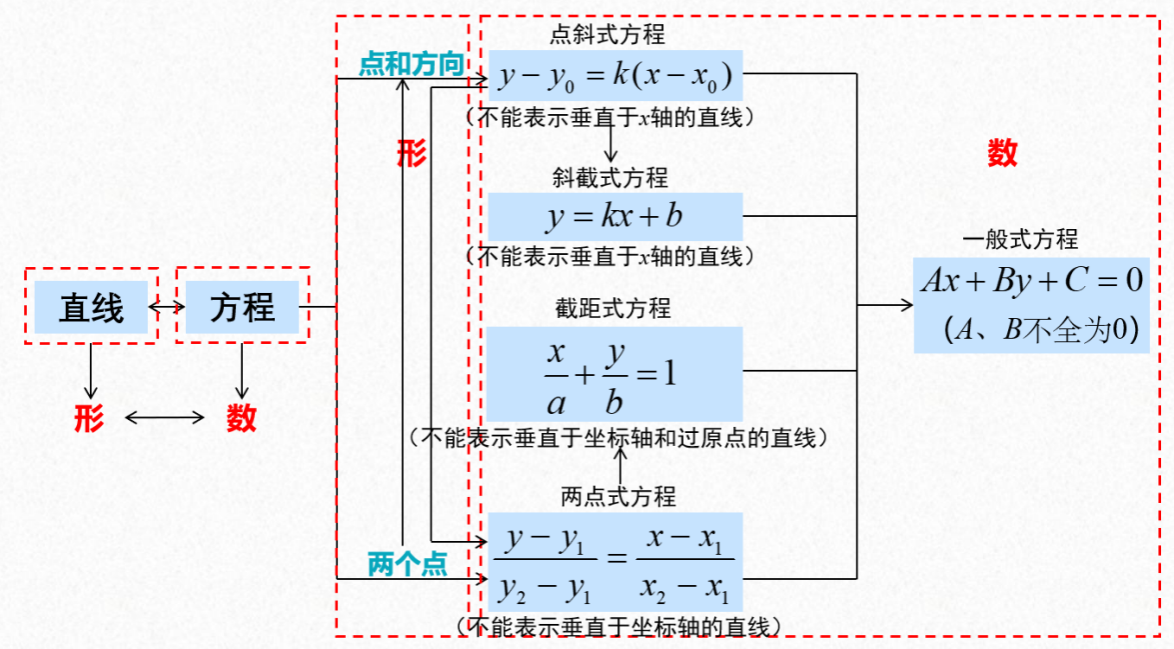 直线
方程
形
数
点和方向
形
两个点
点斜式方程
y − y₀ = k(x − x₀)
(不能表示垂直于x轴的直线)
斜截式方程
y = kx + b
(不能表示垂直于x轴的直线)
截距式方程
x/a + y/b = 1
(不能表示垂直于坐标轴和过原点的直线)
两点式方程
(y − y₁)/(y₂ − y₁) = (x − x₁)/(x₂ − x₁)
(不能表示垂直于坐标轴的直线)
数
一般式方程
Ax + By + C = 0
(A、B不全为0)